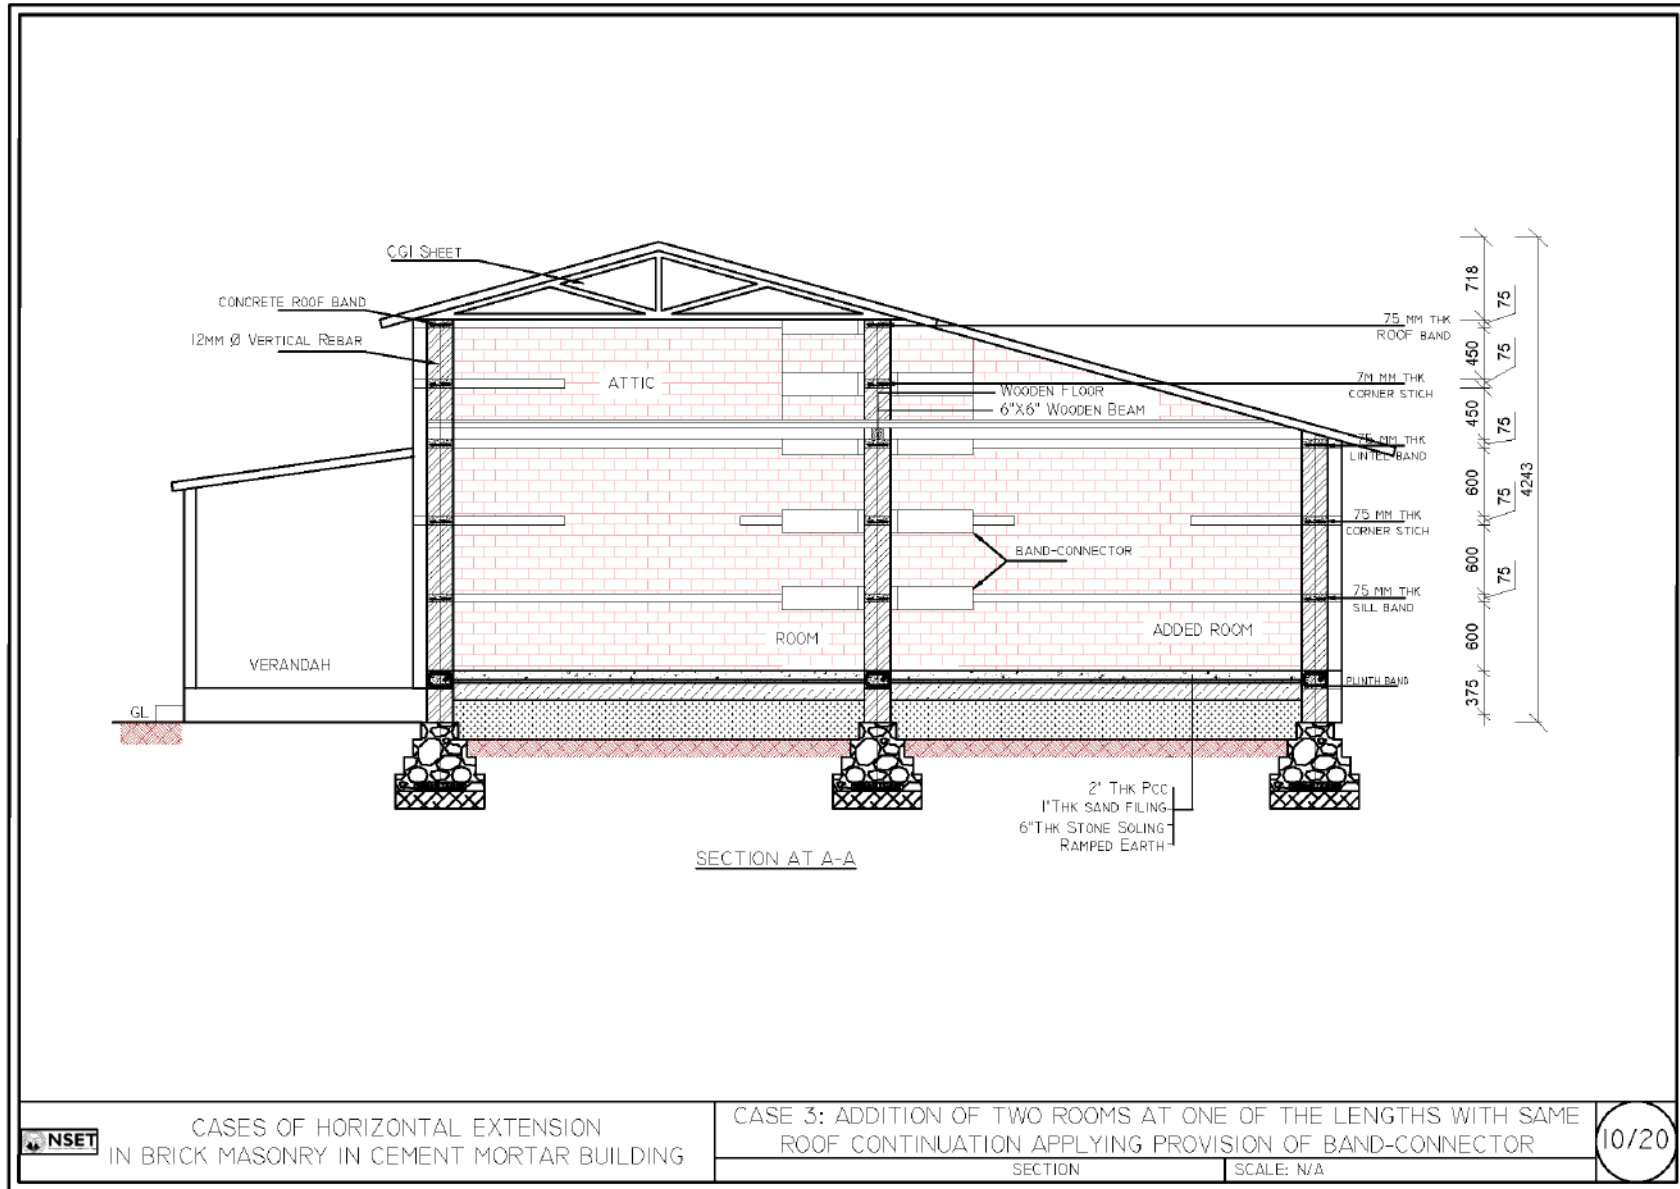 CGI SHEET
CONCRETE ROOF BAND
12MM Ø VERTICAL REBAR
ATTIC
WOODEN FLOOR
6"X6" WOODEN BEAM
BAND-CONNECTOR
ROOM
ADDED ROOM
VERANDAH
GL
75 MM THK
ROOF BAND
7M MM THK
CORNER STICH
75 MM THK
LINTEL BAND
75 MM THK
CORNER STICH
75 MM THK
SILL BAND
PLINTH BAND
718
75
450
75
450
75
600
75
600
75
600
375
4243
2" THK PCC
1"THK SAND FILING
6"THK STONE SOLING
RAMPED EARTH
SECTION AT A-A
NSET
CASES OF HORIZONTAL EXTENSION
IN BRICK MASONRY IN CEMENT MORTAR BUILDING
CASE 3: ADDITION OF TWO ROOMS AT ONE OF THE LENGTHS WITH SAME
ROOF CONTINUATION APPLYING PROVISION OF BAND-CONNECTOR
SECTION
SCALE: N/A
10/20